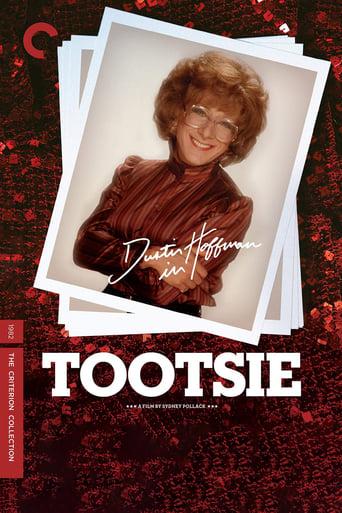 Dustin Hoffman
in
TOOTSIE
*** A FILM BY SYDNEY POLLACK ***
1982
THE CRITERION COLLECTION